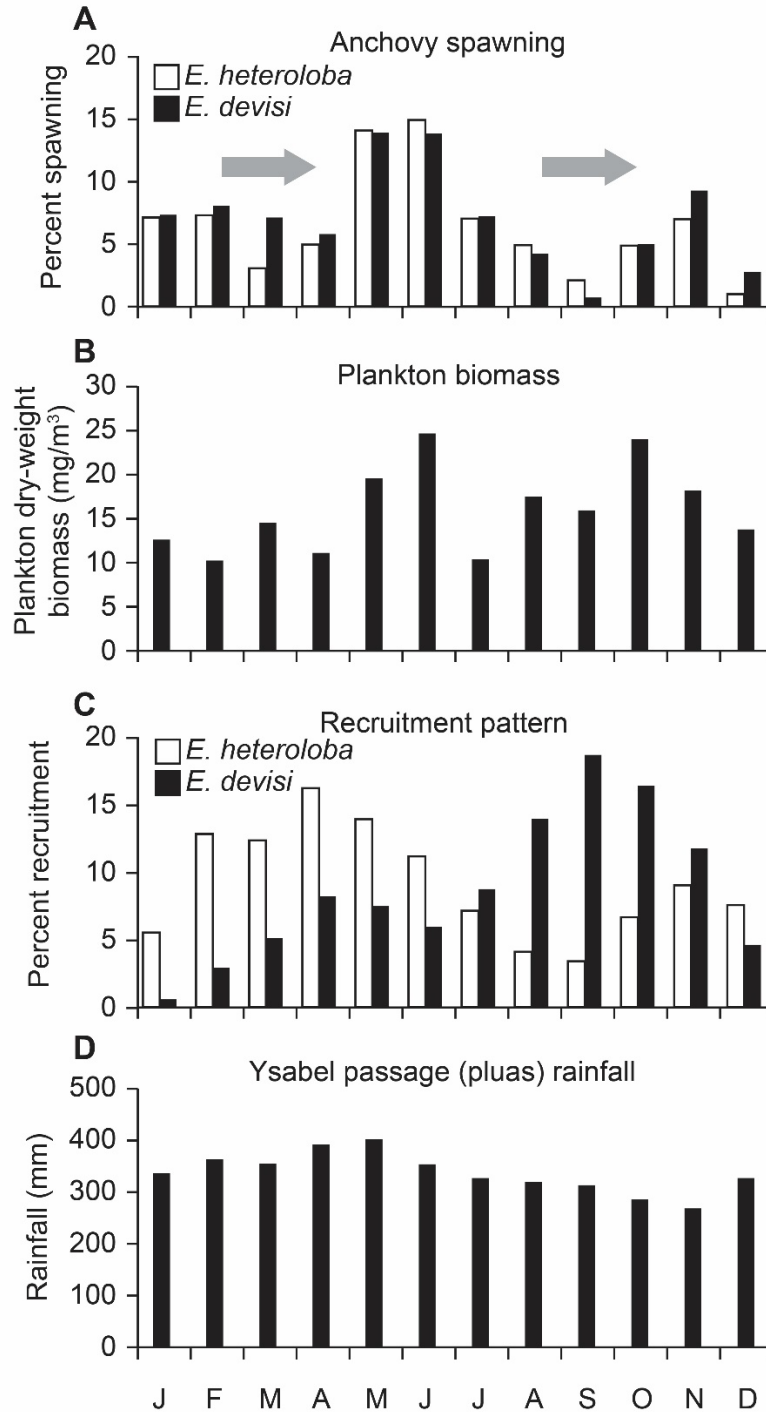 A
Anchovy spawning
E. heteroloba
E. devisi
Percent spawning
20
15
10
5
0
B
Plankton biomass
Plankton dry-weight
biomass (mg/m³)
30
25
20
15
10
5
0
C
Recruitment pattern
E. heteroloba
E. devisi
Percent recruitment
20
15
10
5
0
D
Ysabel passage (pluas) rainfall
Rainfall (mm)
500
400
300
200
100
0
J F M A M J J A S O N D